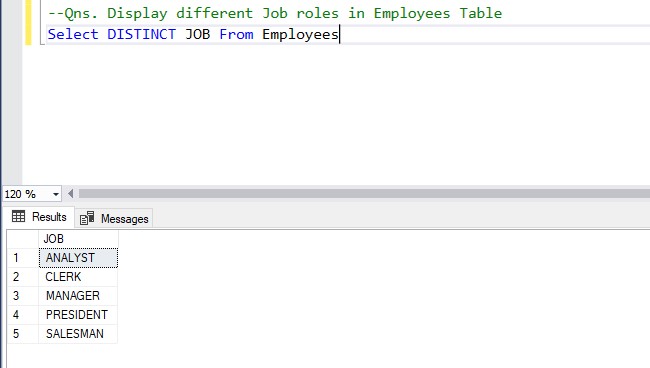 --Qns. Display different Job roles in Employees Table
Select DISTINCT JOB From Employees
120 %
Results Messages
JOB
1 ANALYST
2 CLERK
3 MANAGER
4 PRESIDENT
5 SALESMAN